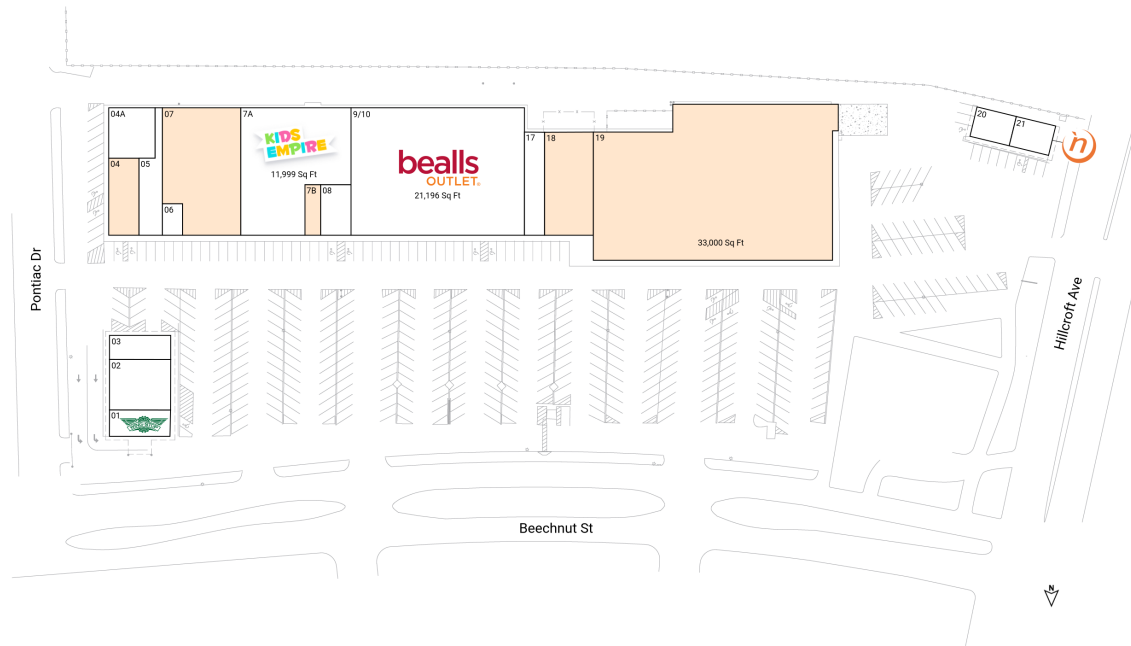 04A
07
7A
9/10
KIDS
EMPIRE
11,999 Sq Ft
bealls
OUTLET
21,196 Sq Ft
17
18
19
33,000 Sq Ft
20
21
n
04
05
06
7B
08
Pontiac Dr
Hillcroft Ave
03
02
01
Beechnut St
N